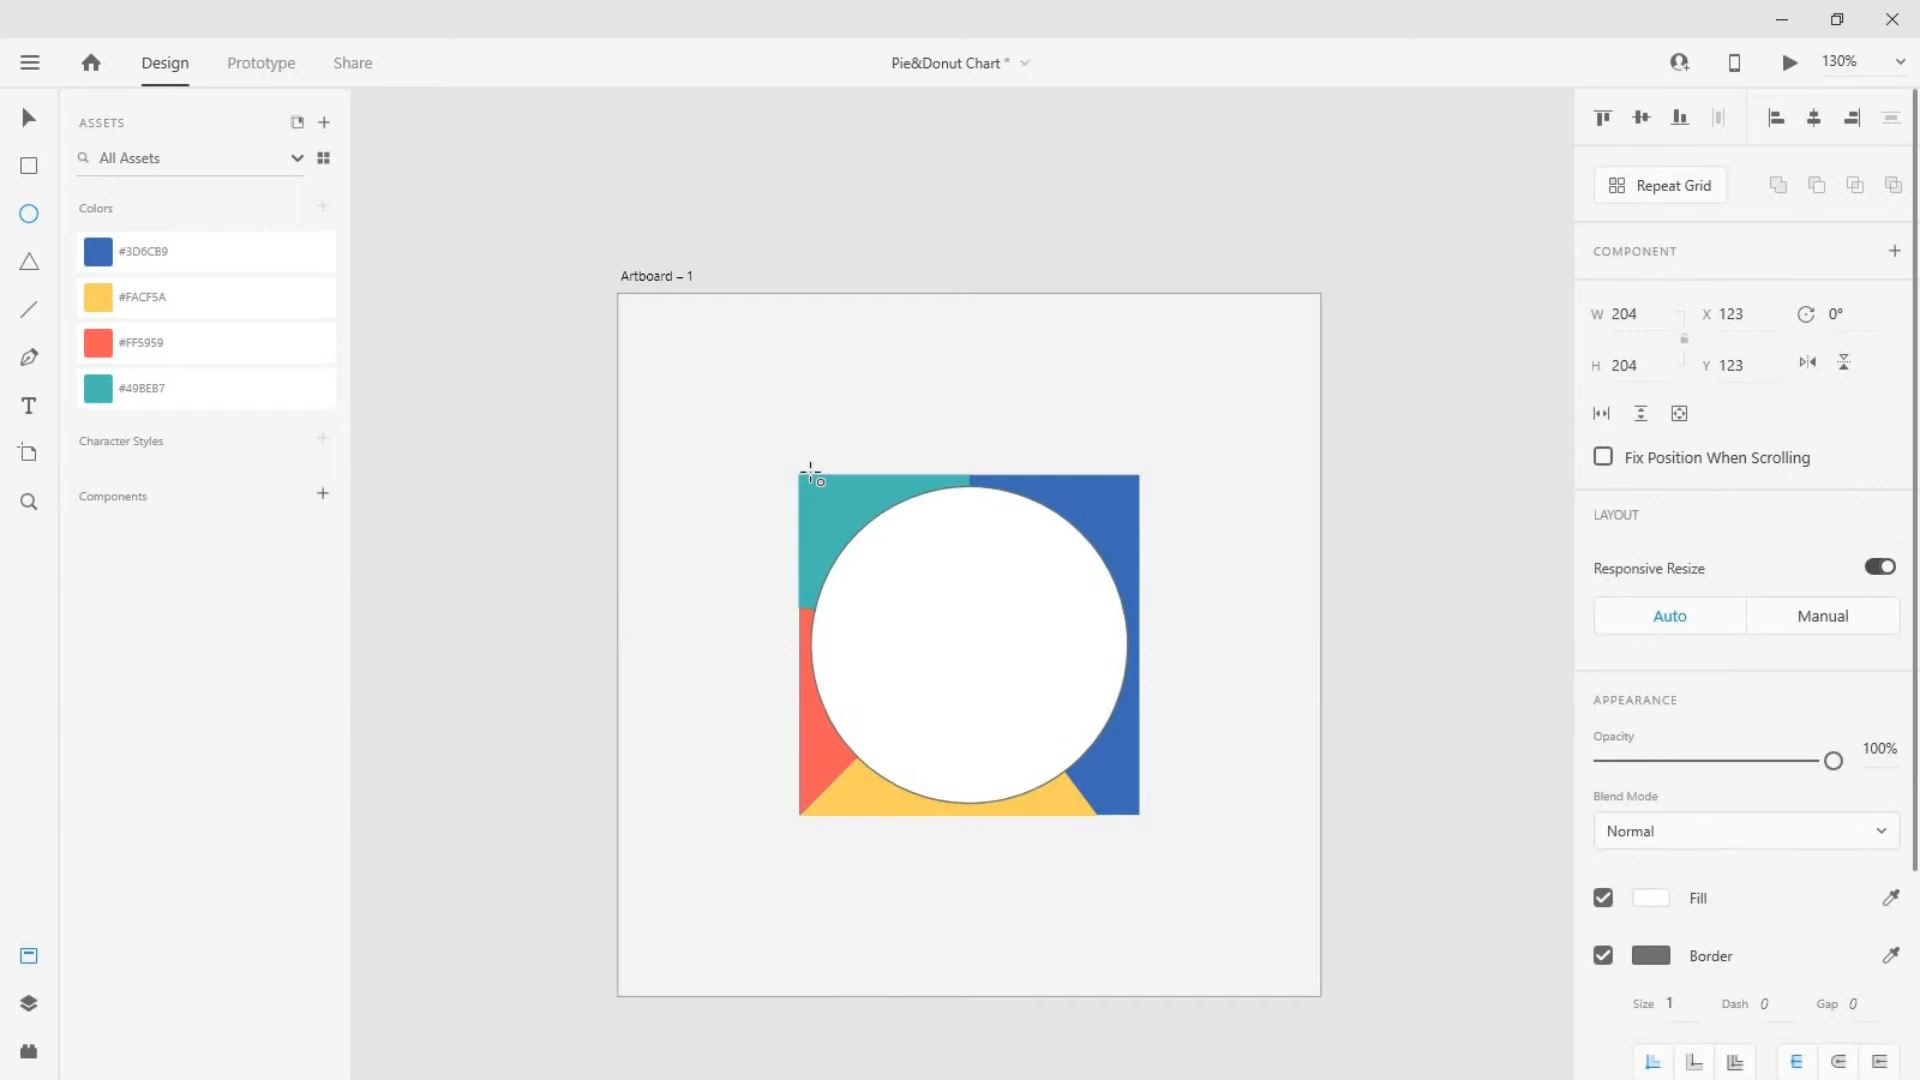 Design Prototype Share
Pie&Donut Chart *
130%
ASSETS
All Assets
Colors
#3D6CB9
#FACF5A
#FF5959
#49BEB7
Character Styles
Components
Artboard – 1
Repeat Grid
COMPONENT
W 204 X 123 0°
H 204 Y 123
Fix Position When Scrolling
LAYOUT
Responsive Resize
Auto Manual
APPEARANCE
Opacity
100%
Blend Mode
Normal
Fill
Border
Size 1 Dash 0 Gap 0